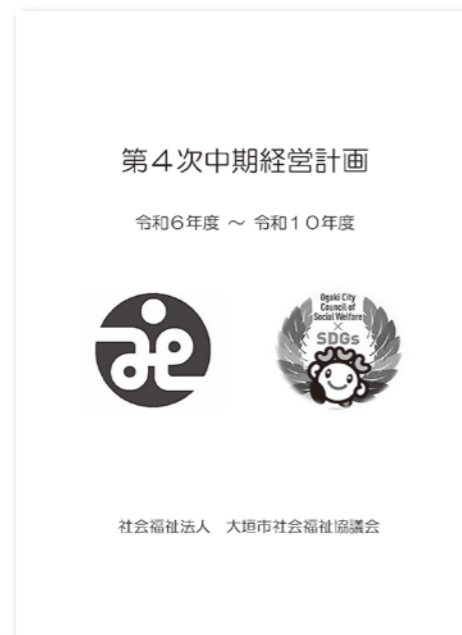 第4次中期経営計画
令和6年度 ～ 令和10年度
Ogaki City
Council of
Social Welfare
×
SDGs
社会福祉法人　大垣市社会福祉協議会